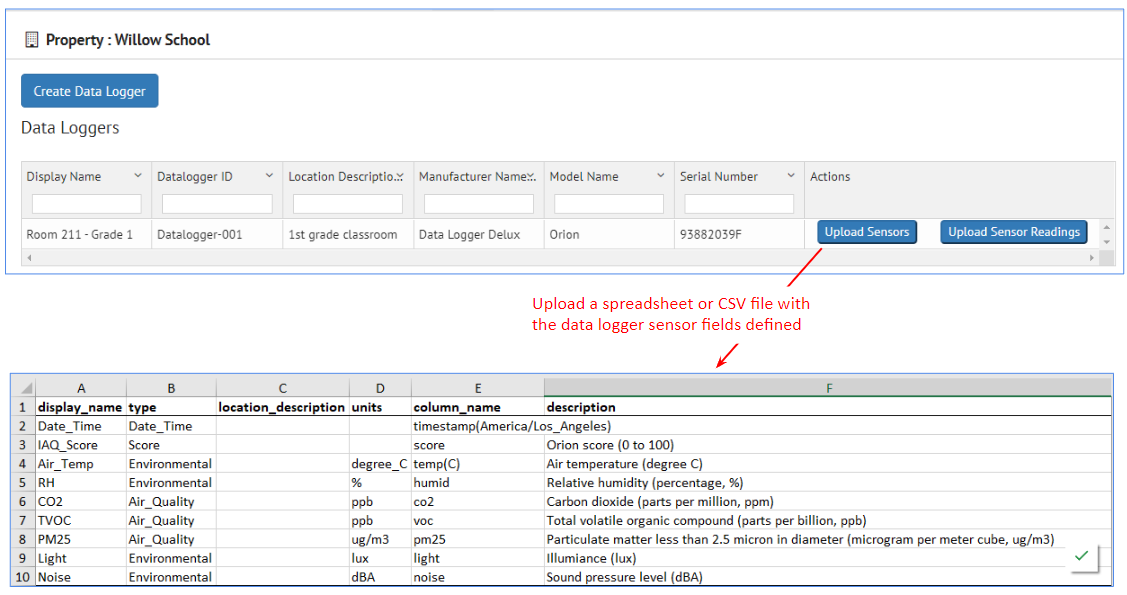 Property : Willow School
Create Data Logger
Data Loggers
Display Name Datalogger ID Location Descriptio... Manufacturer Name... Model Name Serial Number Actions
Room 211 - Grade 1 Datalogger-001 1st grade classroom Data Logger Delux Orion 93882039F Upload Sensors Upload Sensor Readings
Upload a spreadsheet or CSV file with
the data logger sensor fields defined
A B C D E F
1 display_name type location_description units column_name description
2 Date_Time Date_Time timestamp(America/Los_Angeles)
3 IAQ_Score Score score Orion score (0 to 100)
4 Air_Temp Environmental degree_C temp(C) Air temperature (degree C)
5 RH Environmental % humid Relative humidity (percentage, %)
6 CO2 Air_Quality ppb co2 Carbon dioxide (parts per million, ppm)
7 TVOC Air_Quality ppb voc Total volatile organic compound (parts per billion, ppb)
8 PM25 Air_Quality ug/m3 pm25 Particulate matter less than 2.5 micron in diameter (microgram per meter cube, ug/m3)
9 Light Environmental lux light Illumiance (lux)
10 Noise Environmental dBA noise Sound pressure level (dBA)